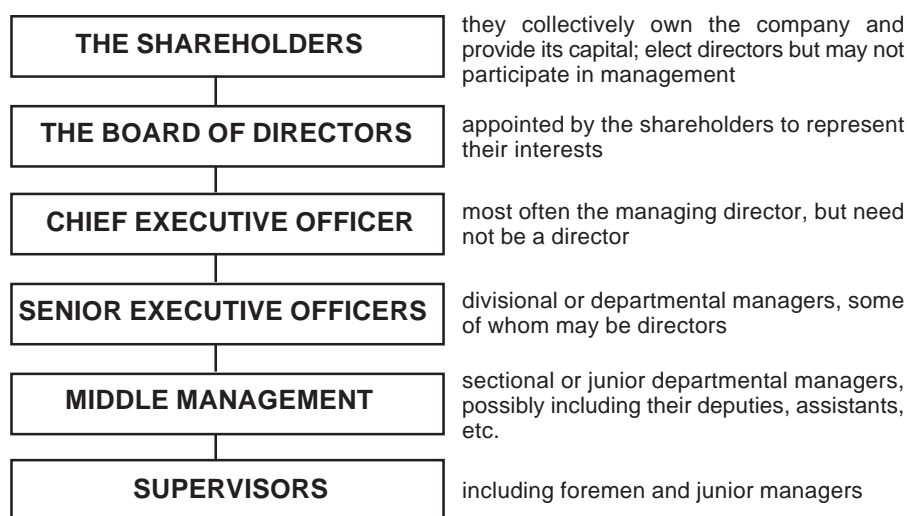 THE SHAREHOLDERS
they collectively own the company and
provide its capital; elect directors but may not
participate in management
THE BOARD OF DIRECTORS
appointed by the shareholders to represent
their interests
CHIEF EXECUTIVE OFFICER
most often the managing director, but need
not be a director
SENIOR EXECUTIVE OFFICERS
divisional or departmental managers, some
of whom may be directors
MIDDLE MANAGEMENT
sectional or junior departmental managers,
possibly including their deputies, assistants,
etc.
SUPERVISORS
including foremen and junior managers